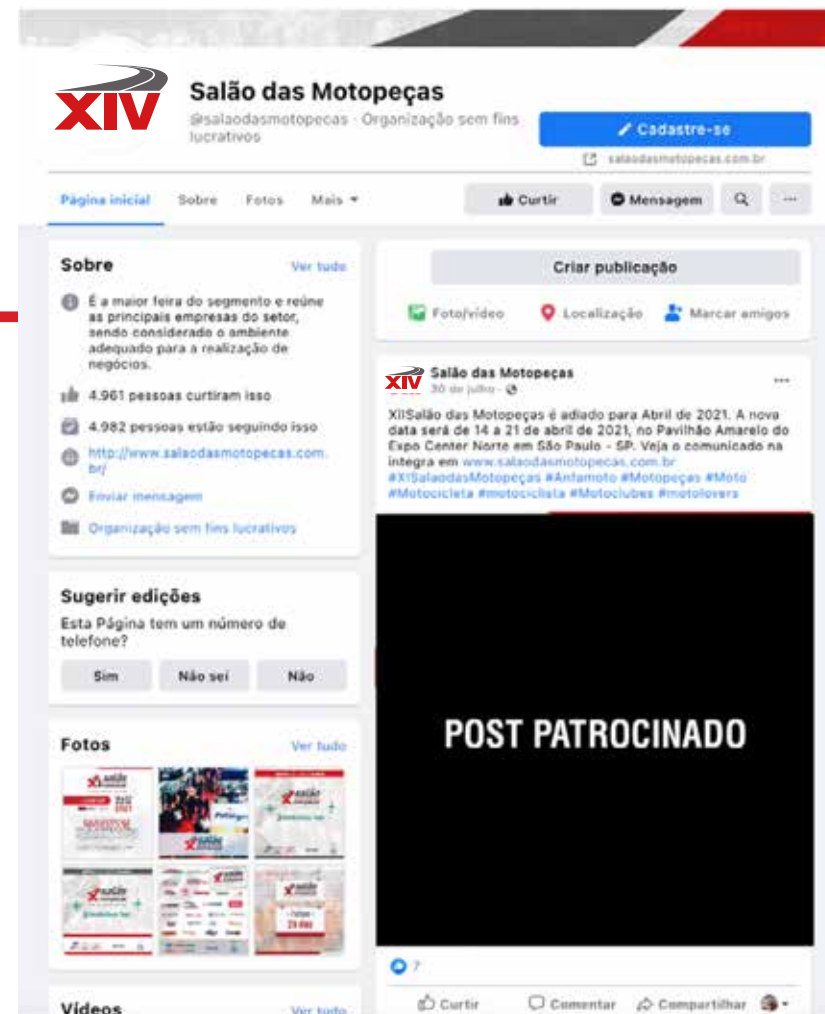 XIV
Salão das Motopeças
@salaodasmotopecas · Organização sem fins
lucrativos
Cadastre-se
salaodasmotopecas.com.br
Página inicial Sobre Fotos Mais
Curtir Mensagem
Sobre Ver tudo
É a maior feira do segmento e reúne
as principais empresas do setor,
sendo considerado o ambiente
adequado para a realização de
negócios.
4.961 pessoas curtiram isso
4.982 pessoas estão seguindo isso
http://www.salaodasmotopecas.com.
br/
Enviar mensagem
Organização sem fins lucrativos
Sugerir edições
Esta Página tem um número de
telefone?
Sim Não sei Não
Fotos Ver tudo
Vídeos Ver tudo
Criar publicação
Foto/vídeo Localização Marcar amigos
XIV
Salão das Motopeças
30 de julho ·
XIISalão das Motopeças é adiado para Abril de 2021. A nova
data será de 14 a 21 de abril de 2021, no Pavilhão Amarelo do
Expo Center Norte em São Paulo - SP. Veja o comunicado na
íntegra em www.salaodasmotopecas.com.br
#XISalaodasMotopeças #Anfamoto #Motopeças #Moto
#Motocicleta #motociclista #Motoclubes #motolovers
POST PATROCINADO
7
Curtir Comentar Compartilhar